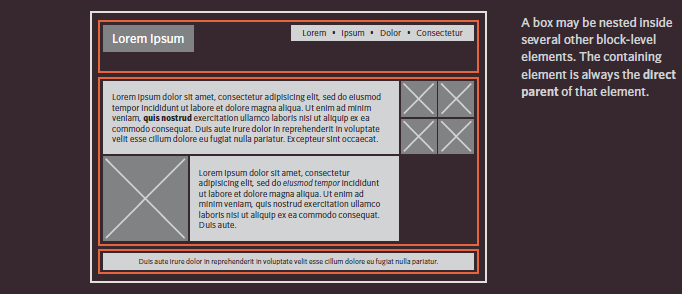 Lorem Ipsum
Lorem • Ipsum • Dolor • Consectetur
Lorem ipsum dolor sit amet, consectetur adipisicing elit, sed do eiusmod
tempor incididunt ut labore et dolore magna aliqua. Ut enim ad minim
veniam, quis nostrud exercitation ullamco laboris nisi ut aliquip ex ea
commodo consequat. Duis aute irure dolor in reprehenderit in voluptate
velit esse cillum dolore eu fugiat nulla pariatur. Excepteur sint occaecat.
Lorem ipsum dolor sit amet, consectetur
adipisicing elit, sed do eiusmod tempor incididunt
ut labore et dolore magna aliqua. Ut enim ad
minim veniam, quis nostrud exercitation ullamco
laboris nisi ut aliquip ex ea commodo consequat.
Duis aute.
Duis aute irure dolor in reprehenderit in voluptate velit esse cillum dolore eu fugiat nulla pariatur.
A box may be nested inside
several other block-level
elements. The containing
element is always the direct
parent of that element.